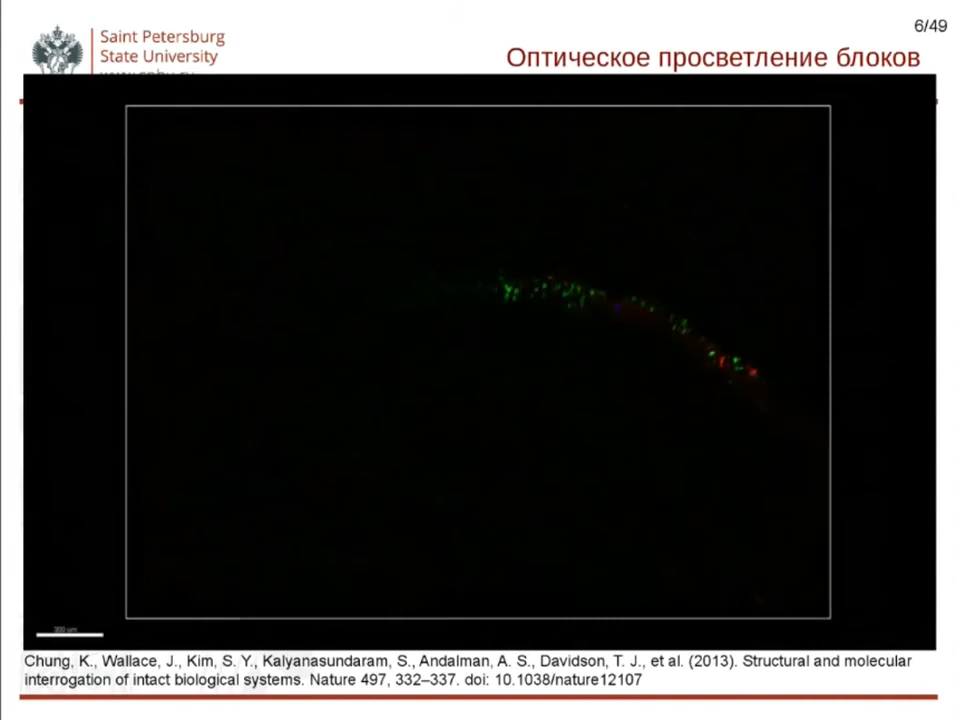 6/49
Saint Petersburg
State University
Оптическое просветление блоков
Chung, K., Wallace, J., Kim, S. Y., Kalyanasundaram, S., Andalman, A. S., Davidson, T. J., et al. (2013). Structural and molecular
interrogation of intact biological systems. Nature 497, 332–337. doi: 10.1038/nature12107